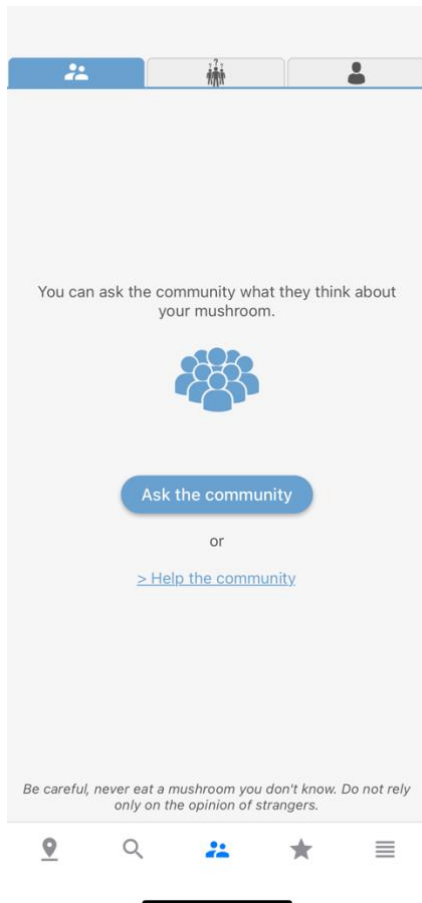 ?
You can ask the community what they think about
your mushroom.
Ask the community
or
> Help the community
Be careful, never eat a mushroom you don't know. Do not rely
only on the opinion of strangers.